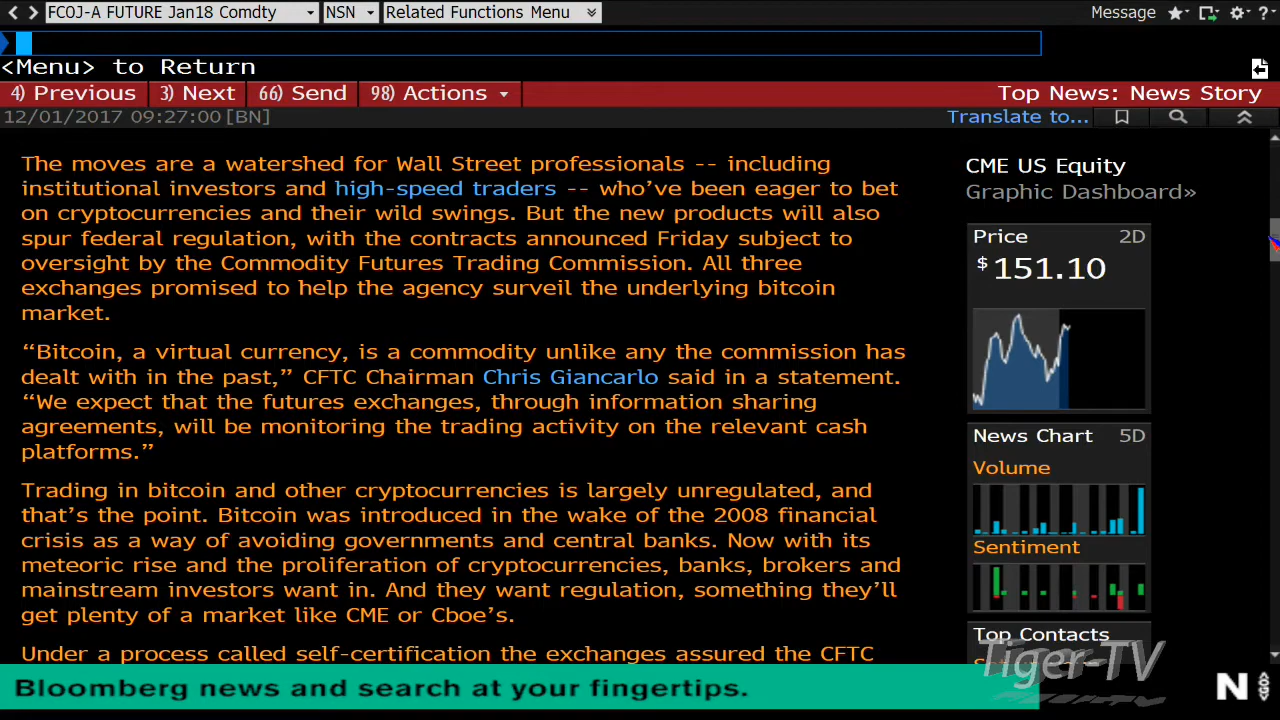 FCOJ-A FUTURE Jan18 Comdty NSN Related Functions Menu Message
<Menu> to Return
4) Previous 3) Next 66) Send 98) Actions Top News: News Story
12/01/2017 09:27:00 [BN] Translate to...
The moves are a watershed for Wall Street professionals -- including
institutional investors and high-speed traders -- who’ve been eager to bet
on cryptocurrencies and their wild swings. But the new products will also
spur federal regulation, with the contracts announced Friday subject to
oversight by the Commodity Futures Trading Commission. All three
exchanges promised to help the agency surveil the underlying bitcoin
market.
“Bitcoin, a virtual currency, is a commodity unlike any the commission has
dealt with in the past,” CFTC Chairman Chris Giancarlo said in a statement.
“We expect that the futures exchanges, through information sharing
agreements, will be monitoring the trading activity on the relevant cash
platforms.”
Trading in bitcoin and other cryptocurrencies is largely unregulated, and
that’s the point. Bitcoin was introduced in the wake of the 2008 financial
crisis as a way of avoiding governments and central banks. Now with its
meteoric rise and the proliferation of cryptocurrencies, banks, brokers and
mainstream investors want in. And they want regulation, something they’ll
get plenty of a market like CME or Cboe’s.
Under a process called self-certification the exchanges assured the CFTC
CME US Equity
Graphic Dashboard»
Price 2D
$151.10
News Chart 5D
Volume
Sentiment
Top Contacts
Tiger-TV
Bloomberg news and search at your fingertips.
N